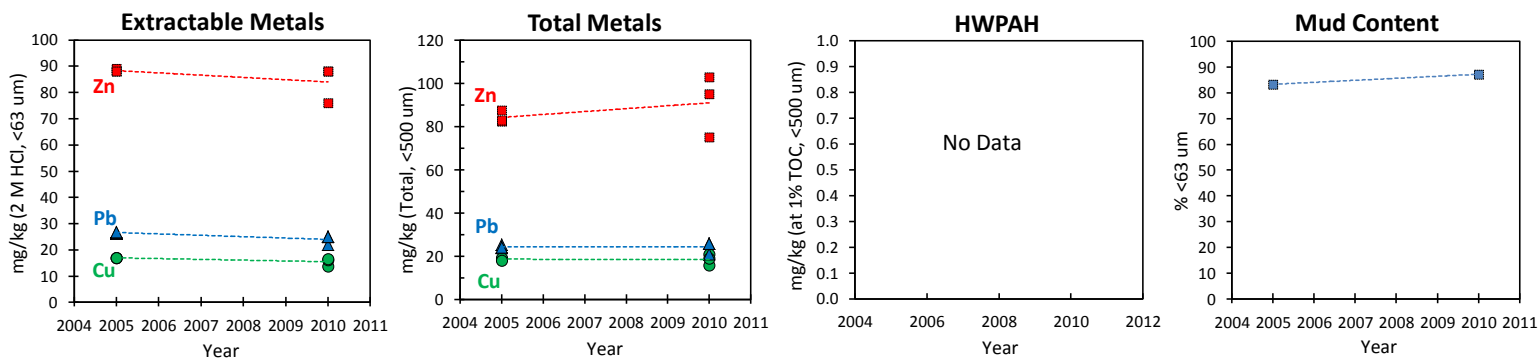 Extractable Metals
mg/kg (2 M HCl, <63 um)
100
90
80
70
60
50
40
30
20
10
0
Zn
Pb
Cu
2004 2005 2006 2007 2008 2009 2010 2011
Year
Total Metals
mg/kg (Total, <500 um)
120
100
80
60
40
20
0
Zn
Pb
Cu
2004 2005 2006 2007 2008 2009 2010 2011
Year
HWPAH
mg/kg (at 1% TOC, <500 um)
1.0
0.9
0.8
0.7
0.6
0.5
0.4
0.3
0.2
0.1
0.0
No Data
2004 2006 2008 2010 2012
Year
Mud Content
% <63 um
100
90
80
70
60
50
40
30
20
10
0
2004 2005 2006 2007 2008 2009 2010 2011
Year